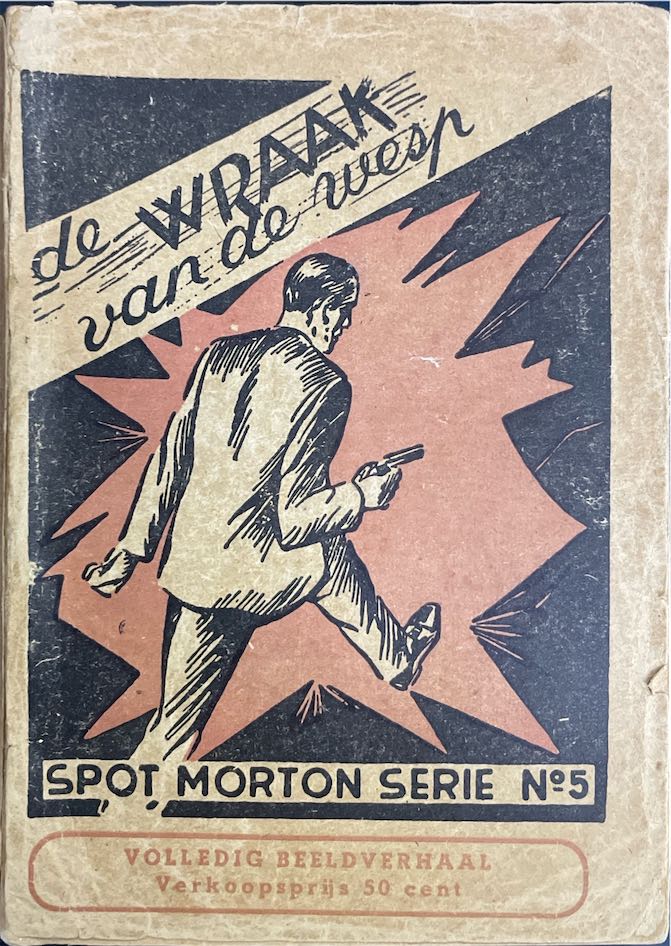 de WRAAK
van de wesp
SPOT MORTON SERIE Nº5
VOLLEDIG BEELDVERHAAL
Verkoopsprijs 50 cent